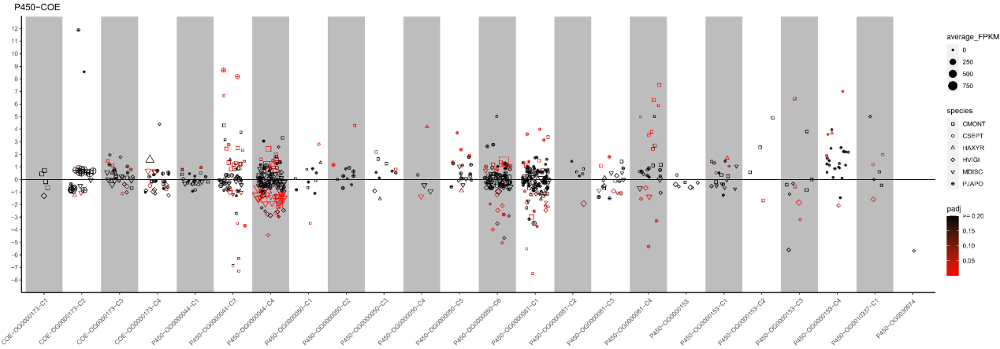 P450−COE
12
11
10
9
8
7
6
5
4
3
2
1
0
−1
−2
−3
−4
−5
−6
−7
−8
COE−OG0000173−C1
COE−OG0000173−C2
COE−OG0000173−C3
COE−OG0000173−C4
P450−OG0000044−C1
P450−OG0000044−C3
P450−OG0000044−C4
P450−OG0000050−C1
P450−OG0000050−C2
P450−OG0000050−C3
P450−OG0000050−C4
P450−OG0000050−C5
P450−OG0000050−C6
P450−OG0000081−C1
P450−OG0000081−C2
P450−OG0000081−C3
P450−OG0000081−C4
P450−OG0000153
P450−OG0000153−C1
P450−OG0000153−C2
P450−OG0000153−C3
P450−OG0000153−C4
P450−OG0010337−C1
P450−OG0030674
average_FPKM
0
250
500
750
species
CMONT
CSEPT
HAXYR
HVIGI
MDISC
PJAPO
padj
>= 0.20
0.15
0.10
0.05